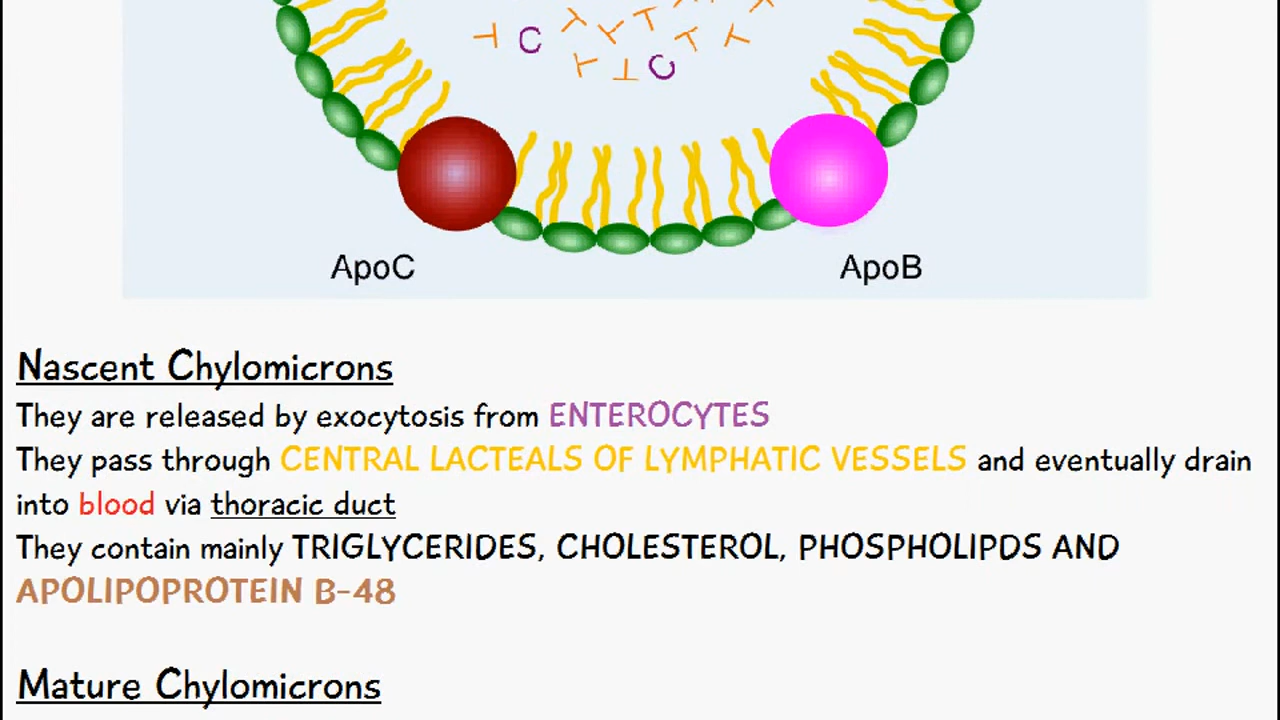 C
C
ApoC
ApoB
Nascent Chylomicrons
They are released by exocytosis from ENTEROCYTES
They pass through CENTRAL LACTEALS OF LYMPHATIC VESSELS and eventually drain
into blood via thoracic duct
They contain mainly TRIGLYCERIDES, CHOLESTEROL, PHOSPHOLIPDS AND
APOLIPOPROTEIN B-48
Mature Chylomicrons